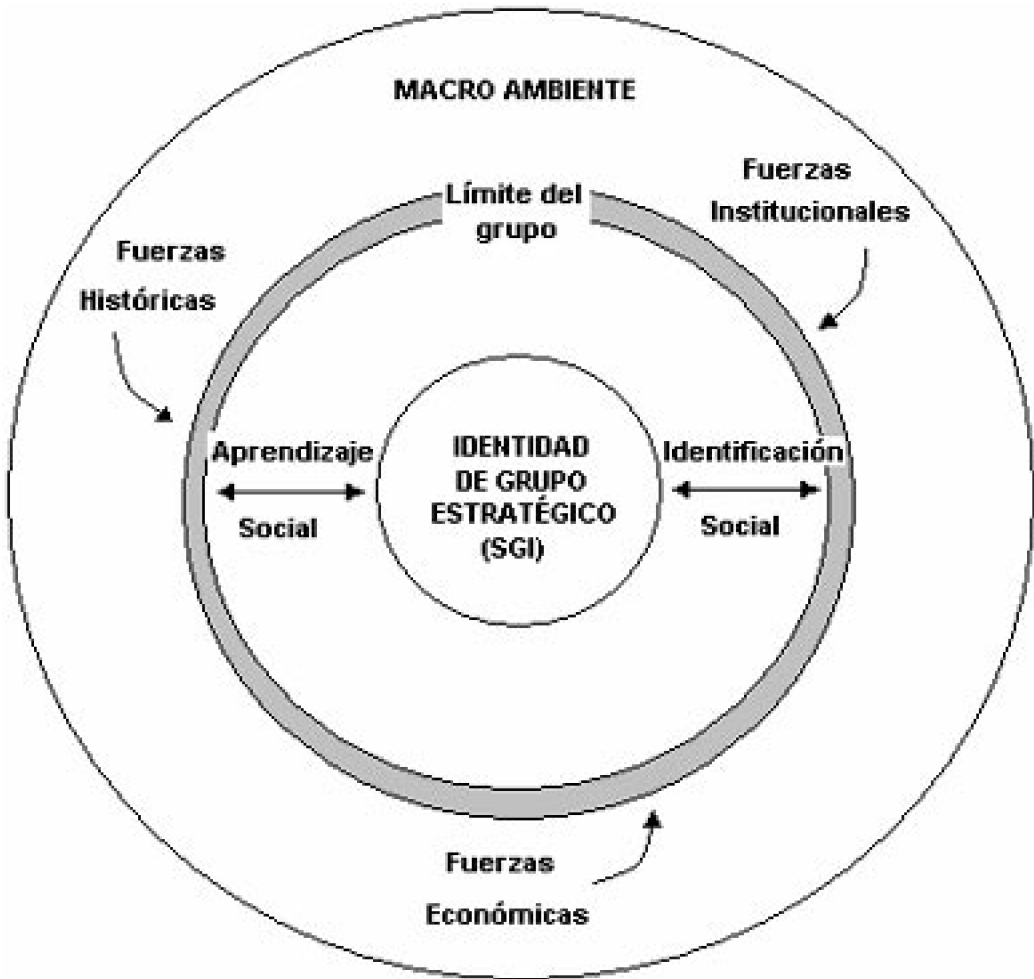 MACRO AMBIENTE
Fuerzas
Institucionales
Límite del
grupo
Fuerzas
Históricas
Aprendizaje
Social
IDENTIDAD
DE GRUPO
ESTRATÉGICO
(SGI)
Identificación
Social
Fuerzas
Económicas